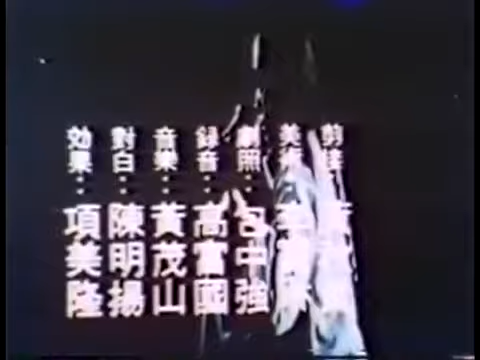 剪接：
美術：
劇照：包中強
錄音：高富國
音樂：黃茂山
對白：陳明揚
效果：項美隆